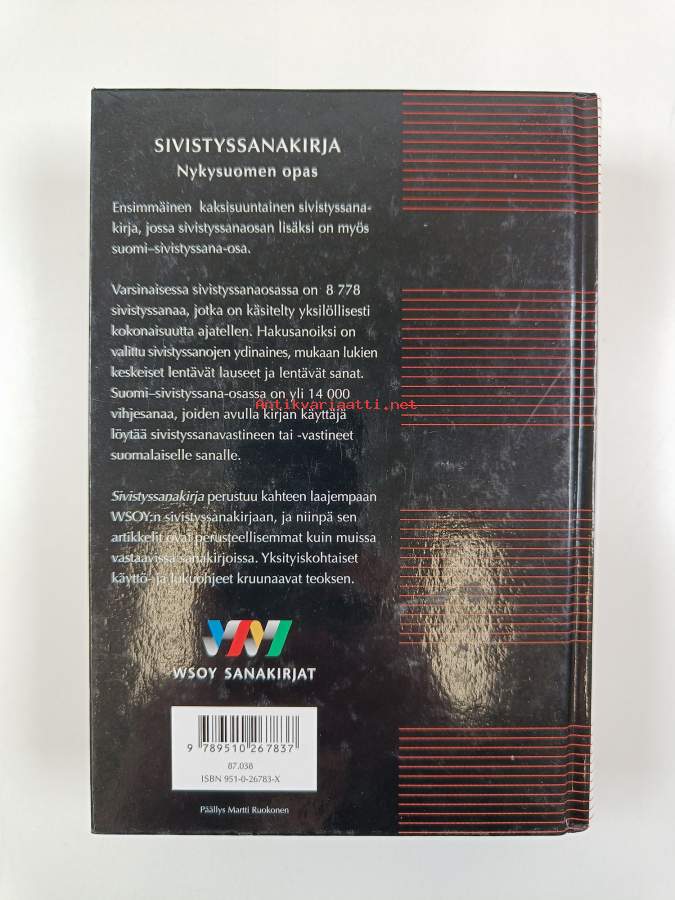 SIVISTYSSANAKIRJA
Nykysuomen opas
Ensimmäinen kaksisuuntainen sivistyssana-
kirja, jossa sivistyssanaosan lisäksi on myös
suomi–sivistyssana-osa.
Varsinaisessa sivistyssanaosassa on 8 778
sivistyssanaa, jotka on käsitelty yksilöllisesti
kokonaisuutta ajatellen. Hakusanoiksi on
valittu sivistyssanojen ydinaines, mukaan lukien
keskeiset lentävät lauseet ja lentävät sanat.
Suomi–sivistyssana-osassa on yli 14 000
Antikvariaatti.net
vihjesanaa, joiden avulla kirjan käyttäjä
löytää sivistyssanavastineen tai -vastineet
suomalaiselle sanalle.
Sivistyssanakirja perustuu kahteen laajempaan
WSOY:n sivistyssanakirjaan, ja niinpä sen
artikkelit ovat perusteellisemmat kuin muissa
vastaavissa sanakirjoissa. Yksityiskohtaiset
käyttö- ja lukuohjeet kruunaavat teoksen.
WSOY SANAKIRJAT
9 789510 267837
87.038
ISBN 951-0-26783-X
Päällys Martti Ruokonen